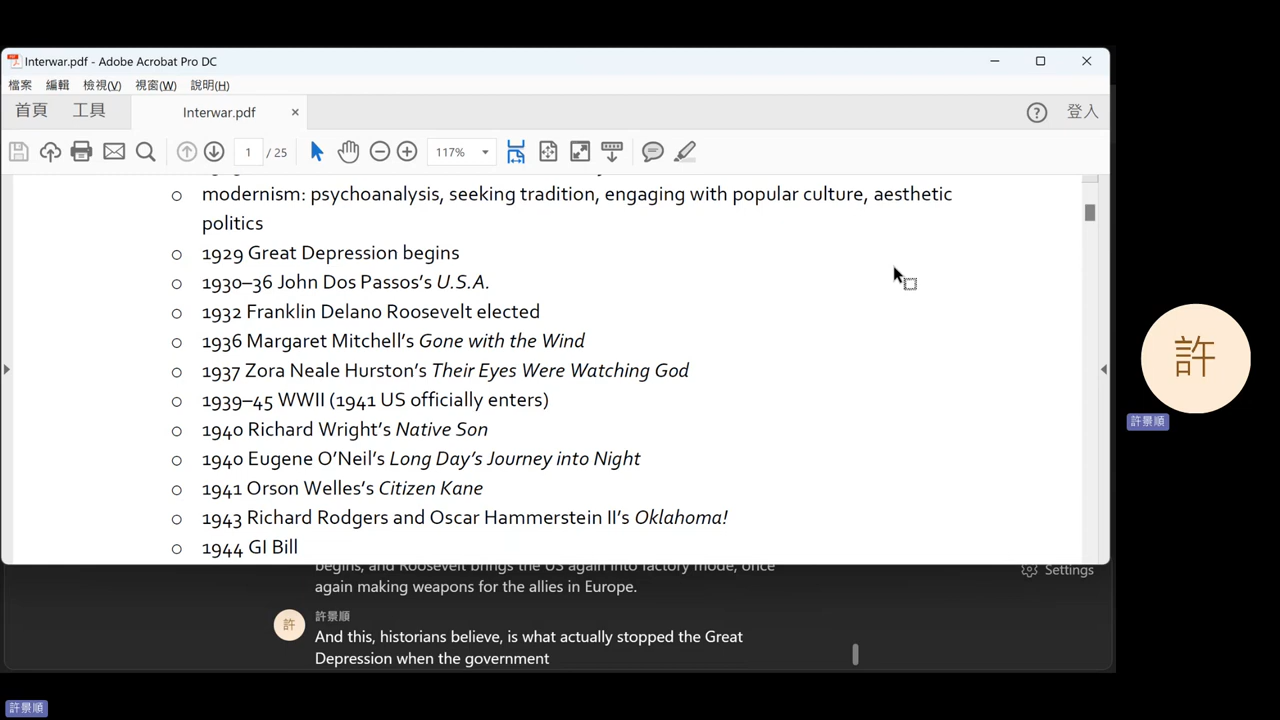 Interwar.pdf - Adobe Acrobat Pro DC
檔案 編輯 檢視(V) 視窗(W) 說明(H)
首頁 工具 Interwar.pdf × 登入
1 / 25 117%
modernism: psychoanalysis, seeking tradition, engaging with popular culture, aesthetic
politics
1929 Great Depression begins
1930–36 John Dos Passos's U.S.A.
1932 Franklin Delano Roosevelt elected
1936 Margaret Mitchell's Gone with the Wind
1937 Zora Neale Hurston's Their Eyes Were Watching God
1939–45 WWII (1941 US officially enters)
1940 Richard Wright's Native Son
1940 Eugene O'Neil's Long Day's Journey into Night
1941 Orson Welles's Citizen Kane
1943 Richard Rodgers and Oscar Hammerstein II's Oklahoma!
1944 GI Bill
begins, and Roosevelt brings the US again into factory mode, once
again making weapons for the allies in Europe.
Settings
許景順
許
And this, historians believe, is what actually stopped the Great
Depression when the government
許
許景順
許景順